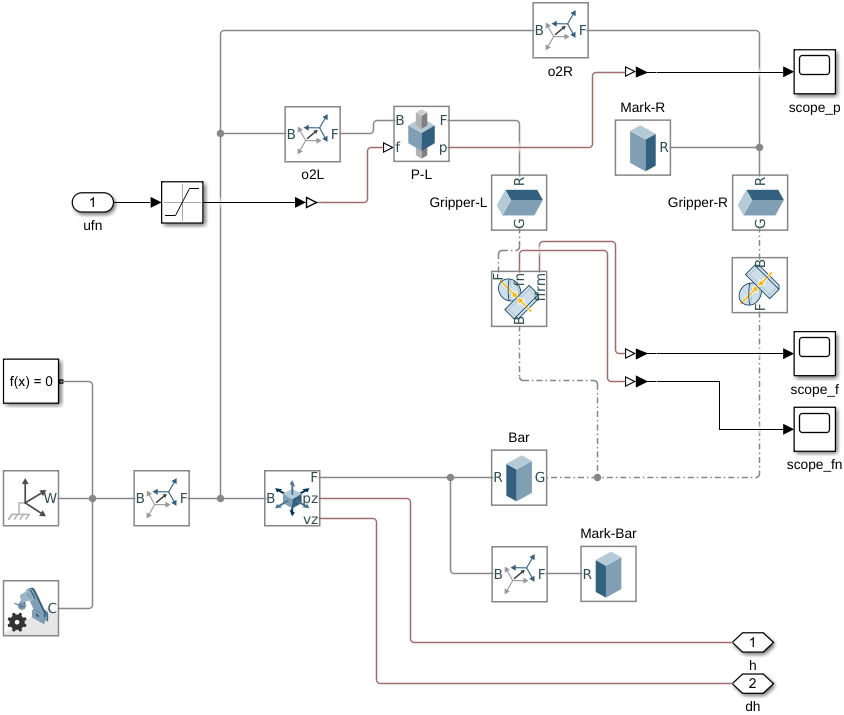 B F
o2R
scope_p
Mark-R
R
B F
o2L
B F
f p
P-L
1
ufn
R
Gripper-L
G
R
Gripper-R
G
F fn frm
B
B
F
f(x) = 0
scope_f
scope_fn
W
B F
B F
pz
vz
Bar
R G
Mark-Bar
B F
R
C
1
h
2
dh